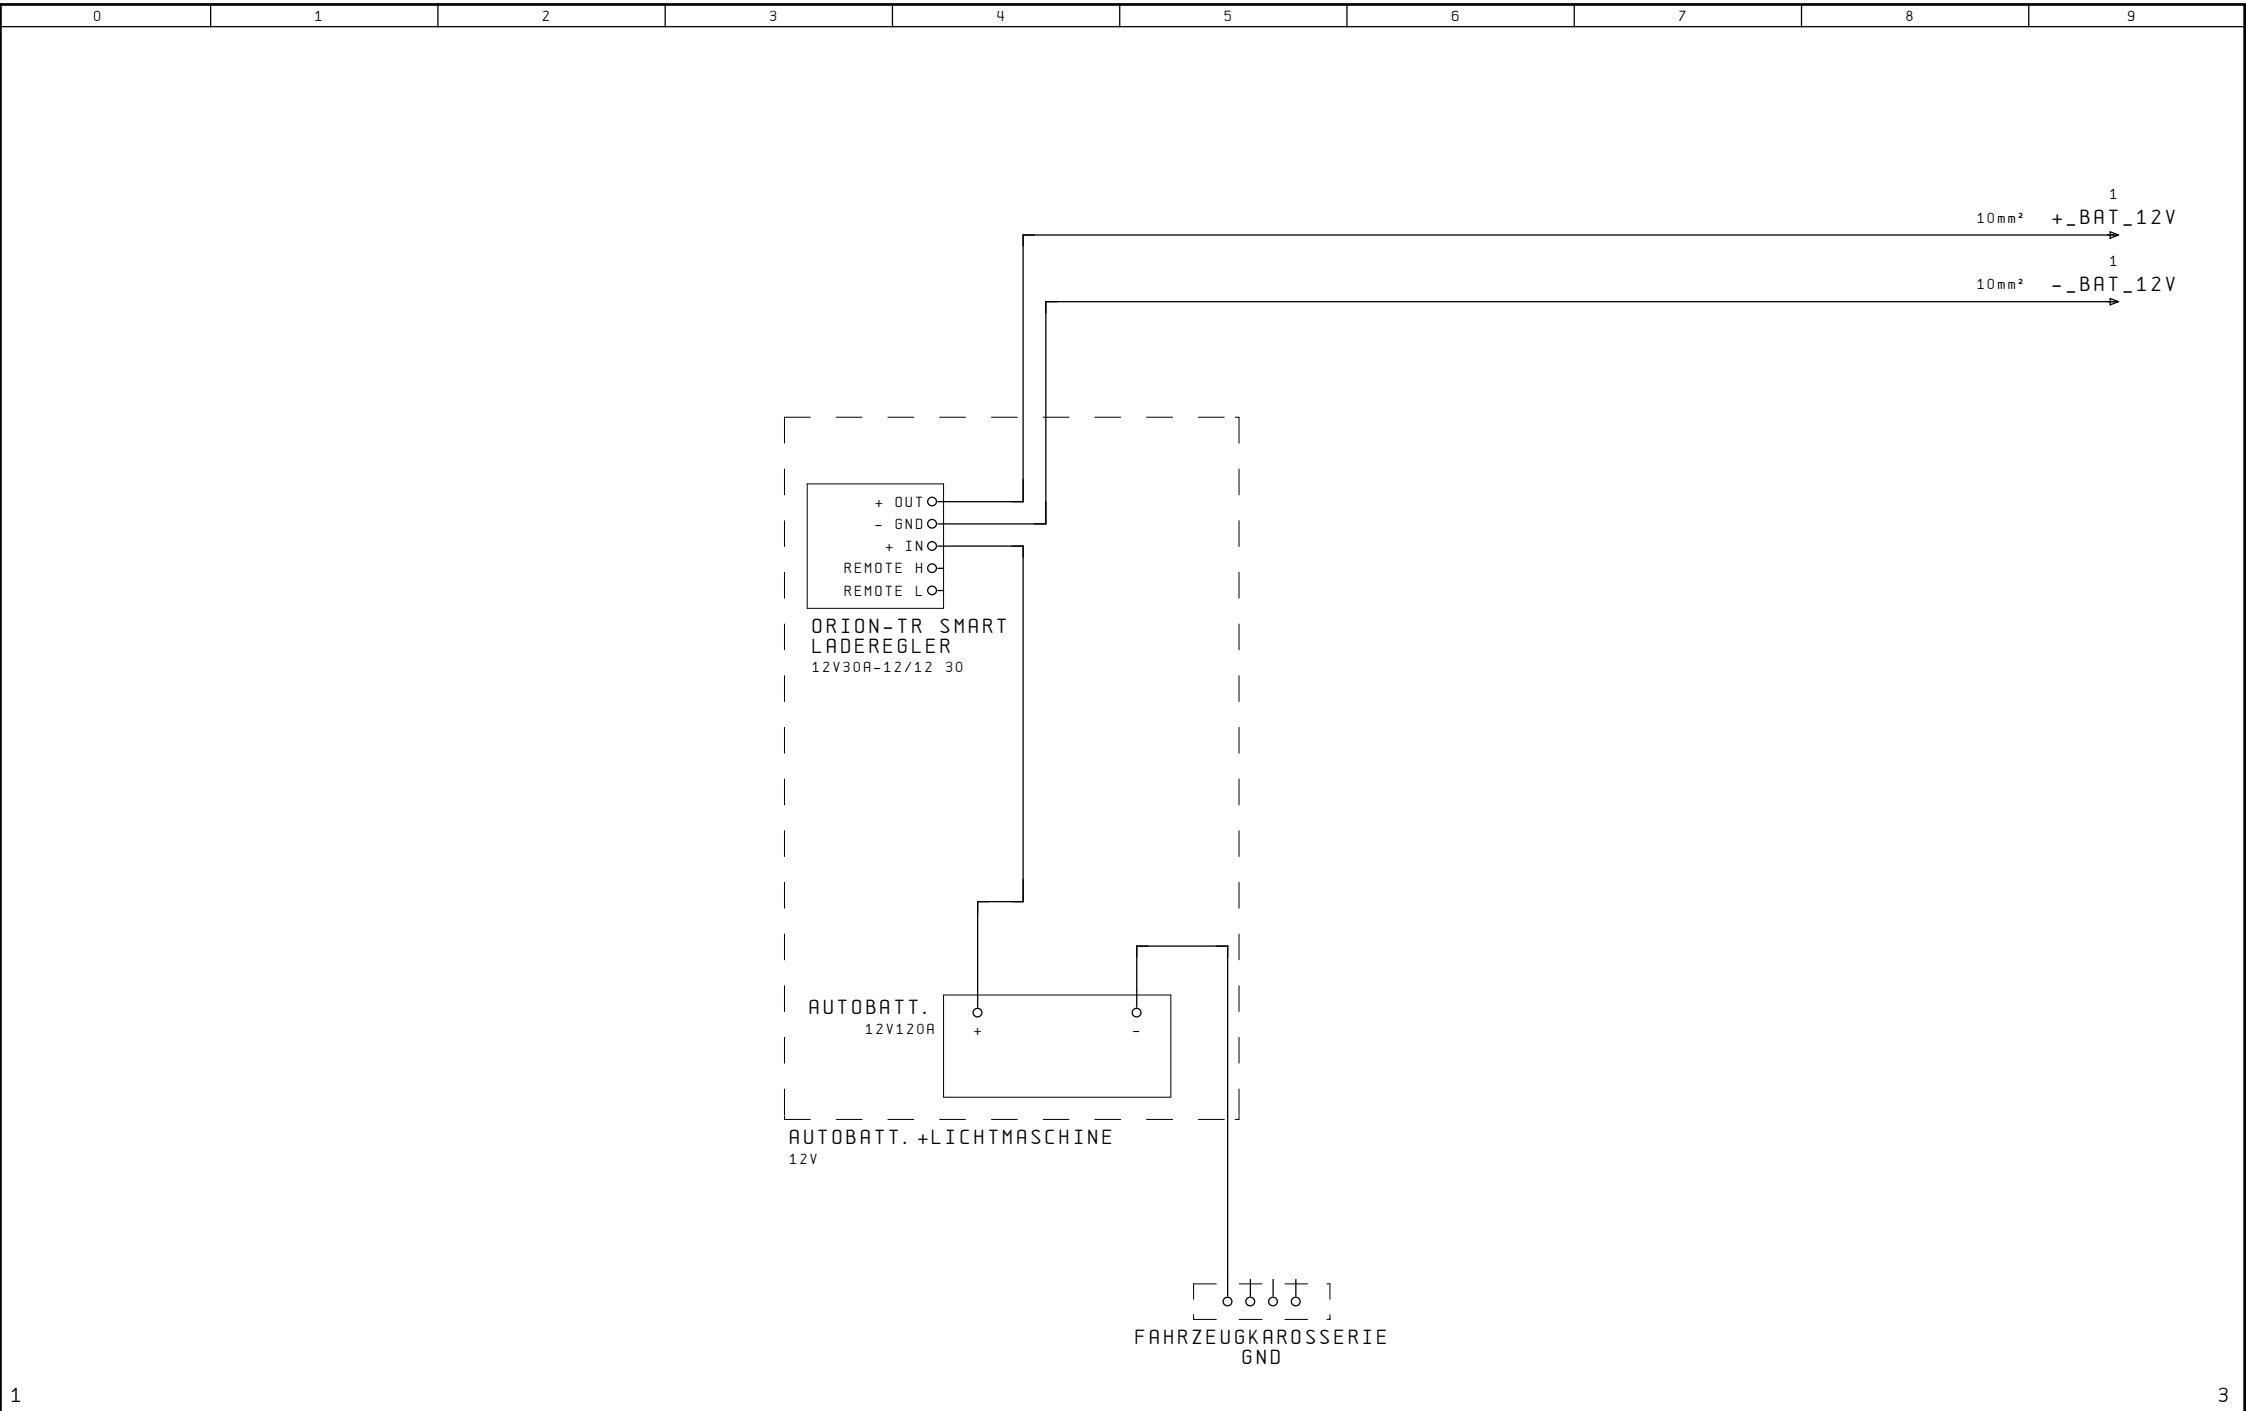 0 1 2 3 4 5 6 7 8 9
1
10mm² +_BAT_12V
1
10mm² -_BAT_12V
+ OUT
- GND
+ IN
REMOTE H
REMOTE L
ORION-TR SMART
LADEREGLER
12V30A-12/12 30
AUTOBATT.
12V120A
+ -
AUTOBATT.+LICHTMASCHINE
12V
FAHRZEUGKAROSSERIE
GND
1 3